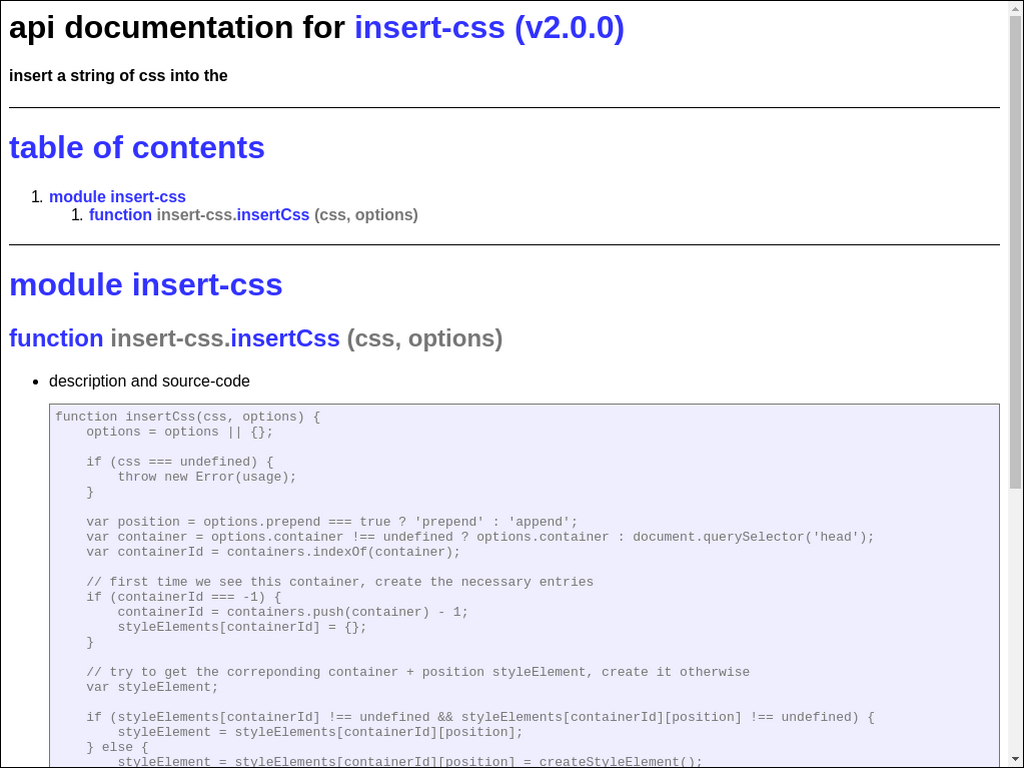 api documentation for insert-css (v2.0.0)
insert a string of css into the
table of contents
1. module insert-css
1. function insert-css.insertCss (css, options)
module insert-css
function insert-css.insertCss (css, options)
• description and source-code
function insertCss(css, options) {
    options = options || {};

    if (css === undefined) {
        throw new Error(usage);
    }

    var position = options.prepend === true ? 'prepend' : 'append';
    var container = options.container !== undefined ? options.container : document.querySelector('head');
    var containerId = containers.indexOf(container);

    // first time we see this container, create the necessary entries
    if (containerId === -1) {
        containerId = containers.push(container) - 1;
        styleElements[containerId] = {};
    }

    // try to get the correponding container + position styleElement, create it otherwise
    var styleElement;

    if (styleElements[containerId] !== undefined && styleElements[containerId][position] !== undefined) {
        styleElement = styleElements[containerId][position];
    } else {
        styleElement = styleElements[containerId][position] = createStyleElement();